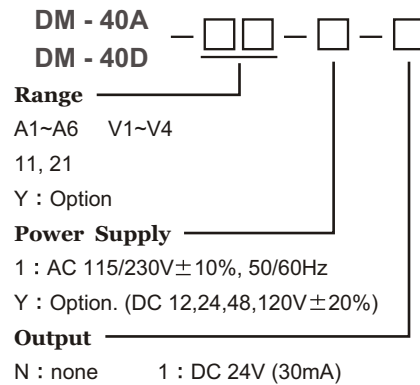 DM - 40A
DM - 40D
Range
A1~A6 V1~V4
11, 21
Y : Option
Power Supply
1 : AC 115/230V±10%, 50/60Hz
Y : Option. (DC 12,24,48,120V±20%)
Output
N : none 1 : DC 24V (30mA)